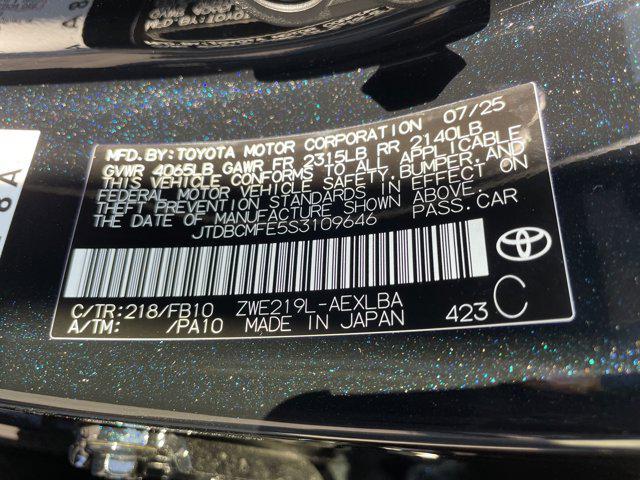 MFD.BY:TOYOTA MOTOR CORPORATION 07/25
GVWR 4065LB GAWR FR 2315LB RR 2140LB
THIS VEHICLE CONFORMS TO ALL APPLICABLE
FEDERAL MOTOR VEHICLE SAFETY,BUMPER,AND
THEFT PREVENTION STANDARDS IN EFFECT ON
THE DATE OF MANUFACTURE SHOWN ABOVE.
JTDBCMFE5S3109646 PASS.CAR
C/TR:218/FB10 ZWE219L-AEXLBA 423 C
A/TM: /PA10 MADE IN JAPAN